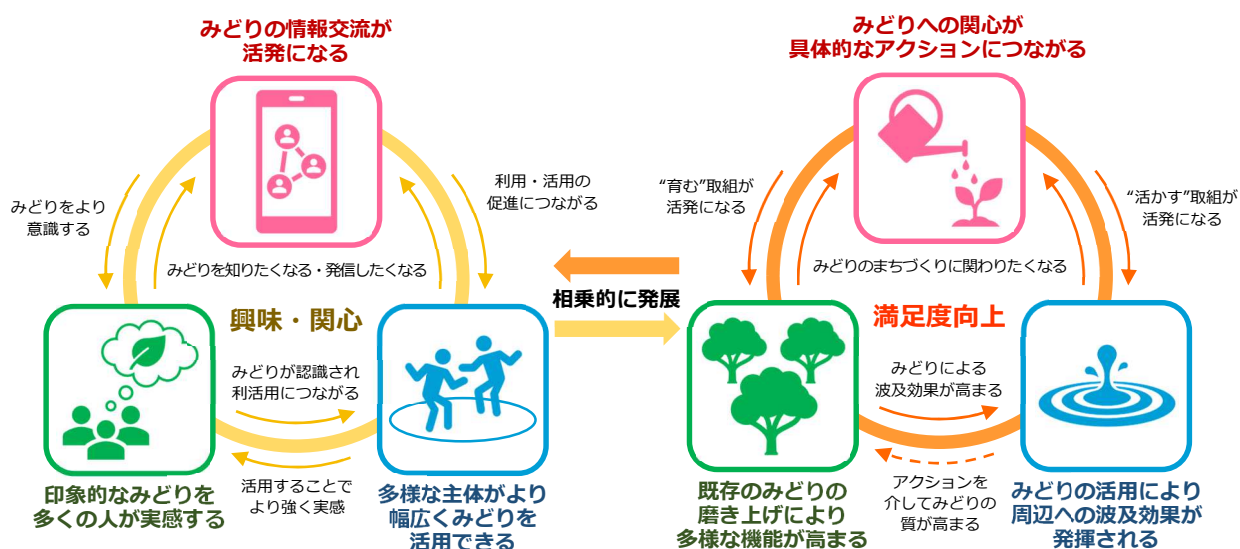 みどりの情報交流が
活発になる
みどりをより
意識する
利用・活用の
促進につながる
みどりを知りたくなる・発信したくなる
興味・関心
みどりが認識され
利活用につながる
活用することで
より強く実感
印象的なみどりを
多くの人が実感する
多様な主体がより
幅広くみどりを
活用できる
相乗的に発展
みどりへの関心が
具体的なアクションにつながる
“育む”取組が
活発になる
“活かす”取組が
活発になる
みどりのまちづくりに関わりたくなる
満足度向上
みどりによる
波及効果が高まる
アクションを
介してみどりの
質が高まる
既存のみどりの
磨き上げにより
多様な機能が高まる
みどりの活用により
周辺への波及効果が
発揮される